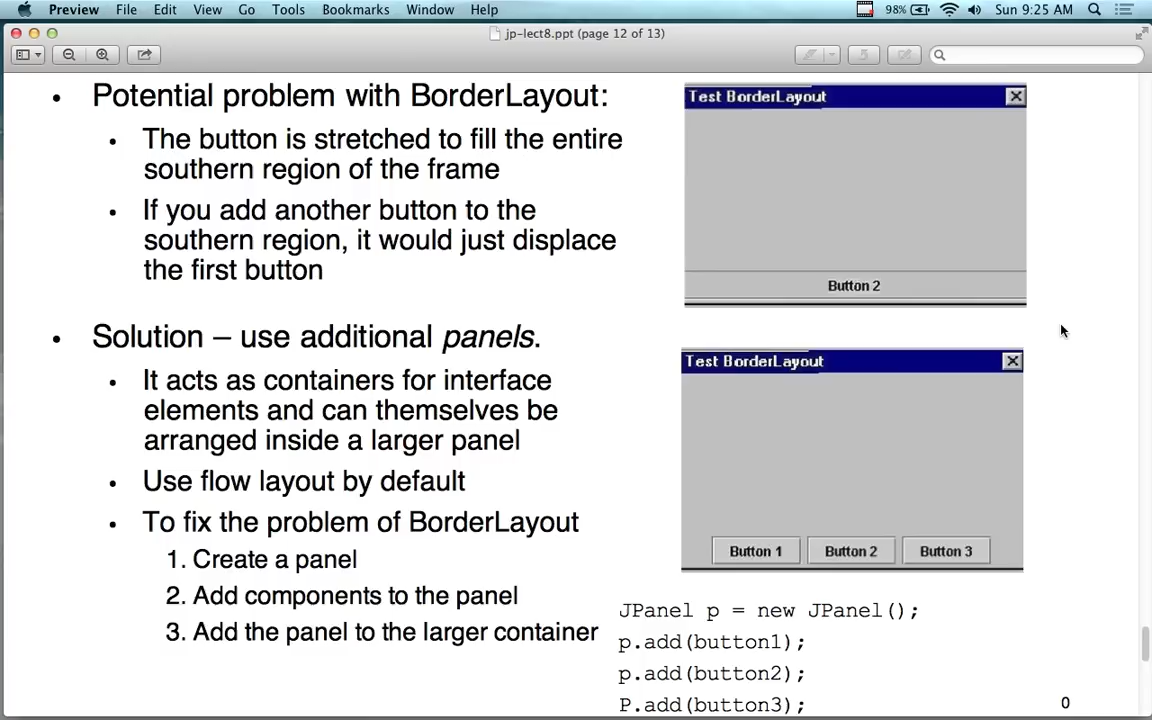 Preview File Edit View Go Tools Bookmarks Window Help 98% Sun 9:25 AM
jp-lect8.ppt (page 12 of 13)
• Potential problem with BorderLayout:
• The button is stretched to fill the entire
southern region of the frame
• If you add another button to the
southern region, it would just displace
the first button
Test BorderLayout
Button 2
• Solution – use additional panels.
• It acts as containers for interface
elements and can themselves be
arranged inside a larger panel
• Use flow layout by default
• To fix the problem of BorderLayout
1. Create a panel
2. Add components to the panel
3. Add the panel to the larger container
Test BorderLayout
Button 1 Button 2 Button 3
JPanel p = new JPanel();
p.add(button1);
p.add(button2);
P.add(button3);
0